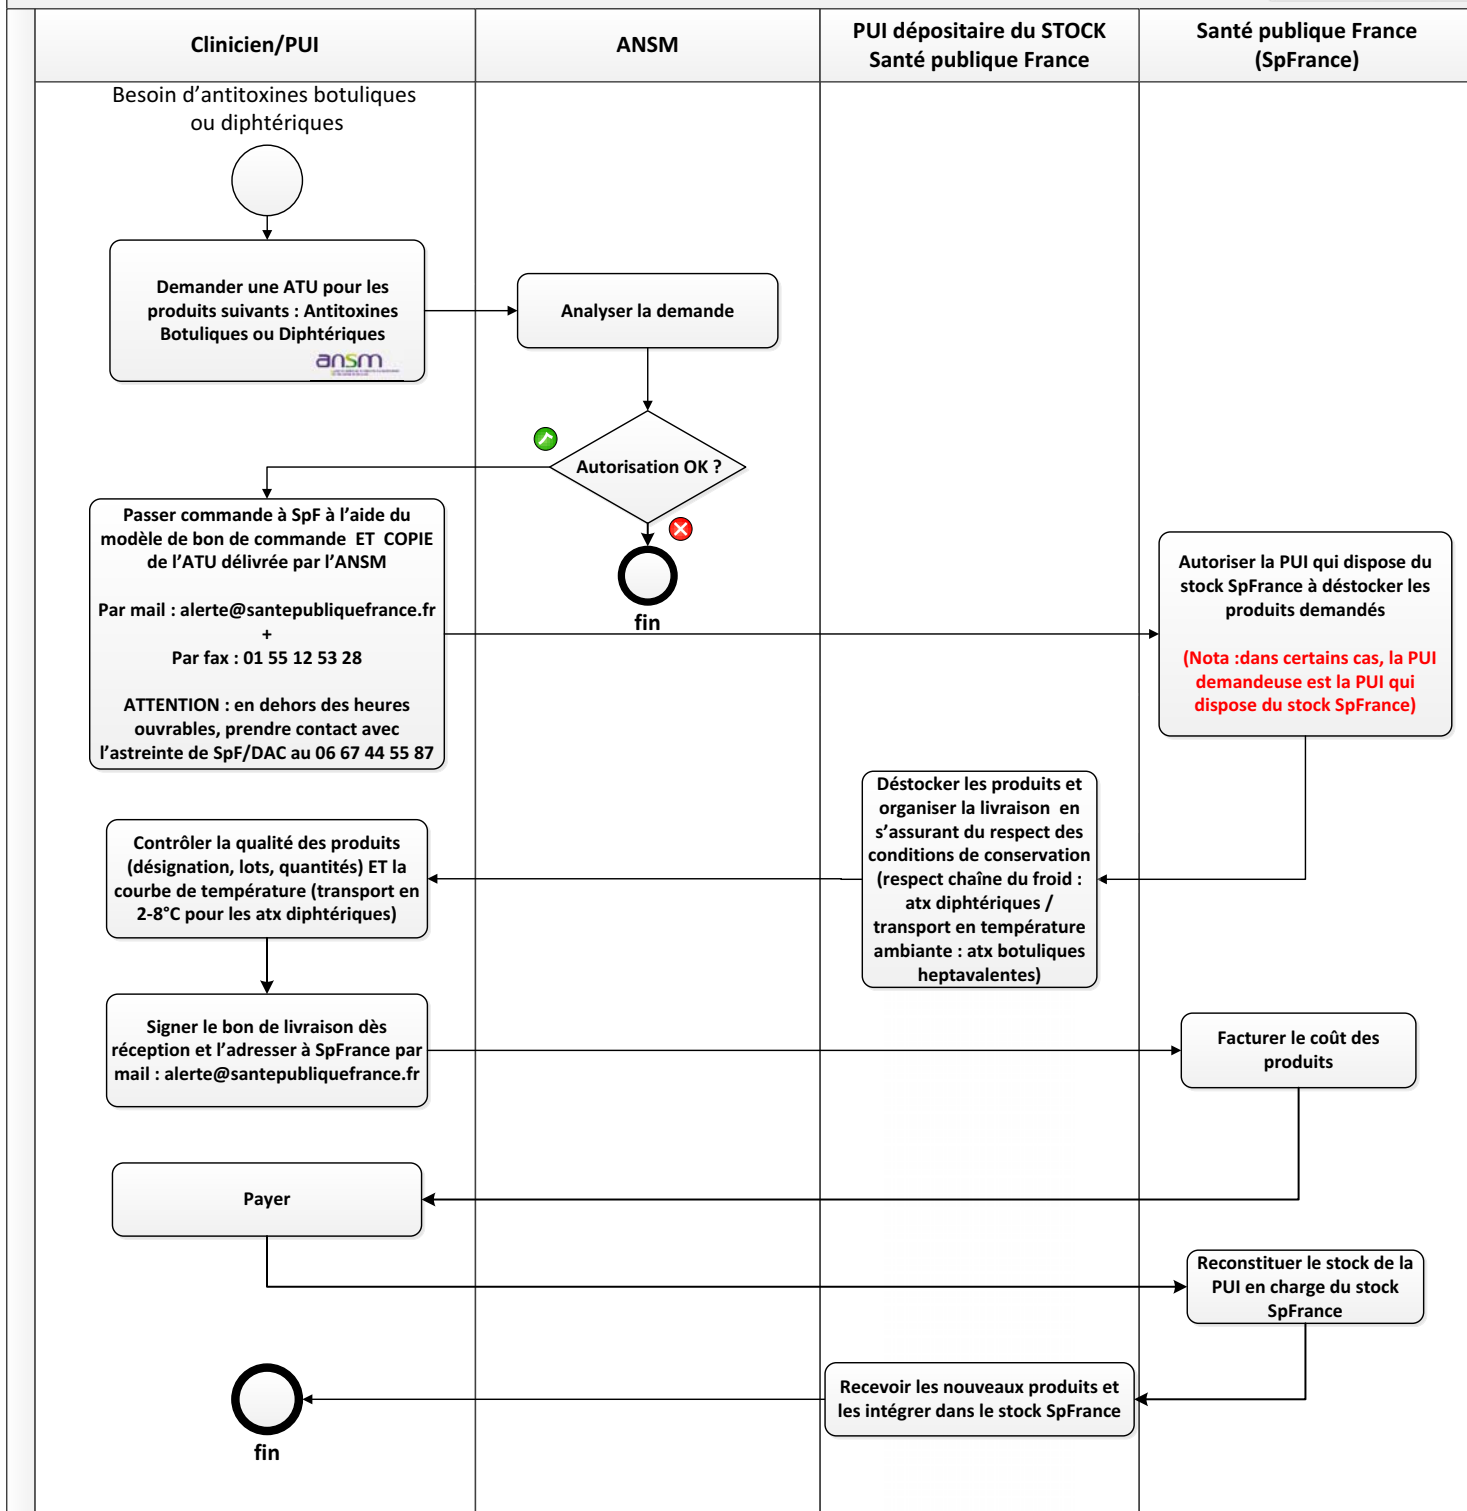 Clinicien/PUI
ANSM
PUI dépositaire du STOCK
Santé publique France
Santé publique France
(SpFrance)
Besoin d’antitoxines botuliques
ou diphtériques
Demander une ATU pour les
produits suivants : Antitoxines
Botuliques ou Diphtériques
ansm
Analyser la demande
Autorisation OK ?
fin
Passer commande à SpF à l’aide du
modèle de bon de commande ET COPIE
de l’ATU délivrée par l’ANSM
Par mail : alerte@santepubliquefrance.fr
+
Par fax : 01 55 12 53 28
ATTENTION : en dehors des heures
ouvrables, prendre contact avec
l’astreinte de SpF/DAC au 06 67 44 55 87
Autoriser la PUI qui dispose du
stock SpFrance à déstocker les
produits demandés
(Nota :dans certains cas, la PUI
demandeuse est la PUI qui
dispose du stock SpFrance)
Déstocker les produits et
organiser la livraison en
s’assurant du respect des
conditions de conservation
(respect chaîne du froid :
atx diphtériques /
transport en température
ambiante : atx botuliques
heptavalentes)
Contrôler la qualité des produits
(désignation, lots, quantités) ET la
courbe de température (transport en
2-8°C pour les atx diphtériques)
Signer le bon de livraison dès
réception et l’adresser à SpFrance par
mail : alerte@santepubliquefrance.fr
Facturer le coût des
produits
Payer
Reconstituer le stock de la
PUI en charge du stock
SpFrance
Recevoir les nouveaux produits et
les intégrer dans le stock SpFrance
fin